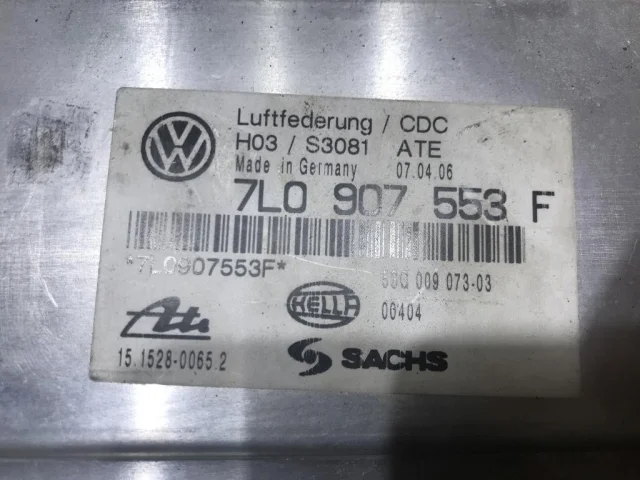 Luftfederung / CDC
H03 / S3081 ATE
Made in Germany 07.04.06
7L0 907 553 F
*7L0907553F*
009 073-03
HELLA
06404
Ate
15.1528-0065.2
SACHS